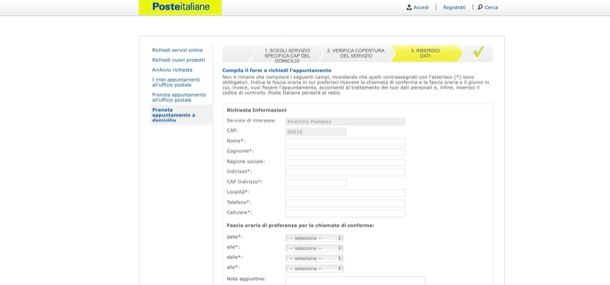 Posteitaliane
Accedi | Registrati | Cerca
Richiedi servizi online
Richiedi nuovi prodotti
Archivio richieste
I miei appuntamenti
all'ufficio postale
Prenota appuntamento
all'ufficio postale
Prenota
appuntamento a
domicilio
1. SCEGLI SERVIZIO
SPECIFICA CAP DEL
DOMICILIO
2. VERIFICA COPERTURA
DEL SERVIZIO
3. INSERISCI
DATI
Compila il form e richiedi l'appuntamento
Non ti rimane che compilare i seguenti campi, ricordando che quelli contrassegnati con l'asterisco (*) sono
obbligatori. Indica la fascia oraria in cui preferisci ricevere la chiamata di conferma e la fascia oraria e il giorno in
cui, invece, vuoi fissare l'appuntamento, acconsenti al trattamento dei tuoi dati personali e, infine, inserisci il
codice di controllo. Poste Italiane penserà al resto.
Richiesta Informazioni
Servizio di interesse: Ricariche Postepay
CAP: 00010
Nome*:
Cognome*:
Ragione sociale:
Indirizzo*:
CAP Indirizzo*:
Località*:
Telefono*:
Cellulare*:
Fascia oraria di preferenza per la chiamata di conferma:
dalle*: -- seleziona --
alle*: -- seleziona --
dalle*: -- seleziona --
alle*: -- seleziona --
Nota aggiuntiva: